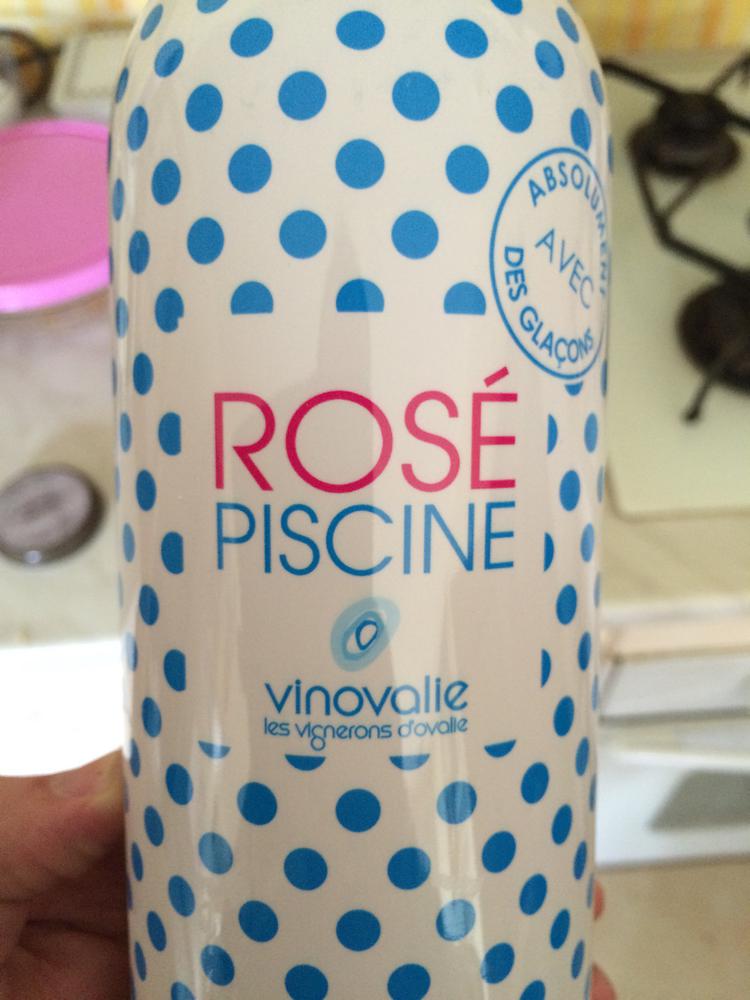 ABSOLUMENT
AVEC
DES GLAÇONS
ROSÉ
PISCINE
vinovalie
les vignerons d'ovalie